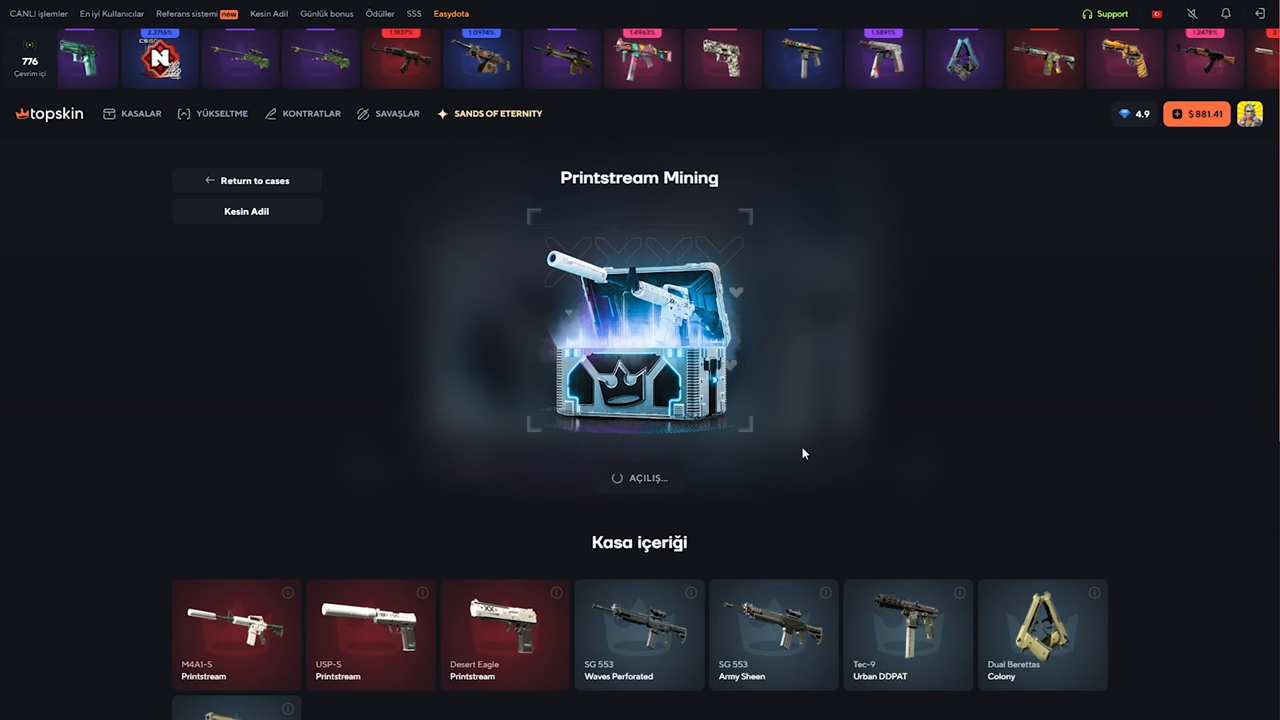 CANLI işlemler En iyi Kullanıcılar Referans sistemi new Kesin Adil Günlük bonus Ödüller SSS Easydota Support
2.3716% 1.1837% 1.0974% 1.4963% 1.5891% 1.2478%
776
Çevrim içi
CS:GO
N
topskin KASALAR YÜKSELTME KONTRATLAR SAVAŞLAR SANDS OF ETERNITY 4.9 $ 881.41
Return to cases
Kesin Adil
Printstream Mining
AÇILIŞ...
Kasa içeriği
M4A1-S
Printstream
USP-S
Printstream
Desert Eagle
Printstream
SG 553
Waves Perforated
SG 553
Army Sheen
Tec-9
Urban DDPAT
Dual Berettas
Colony